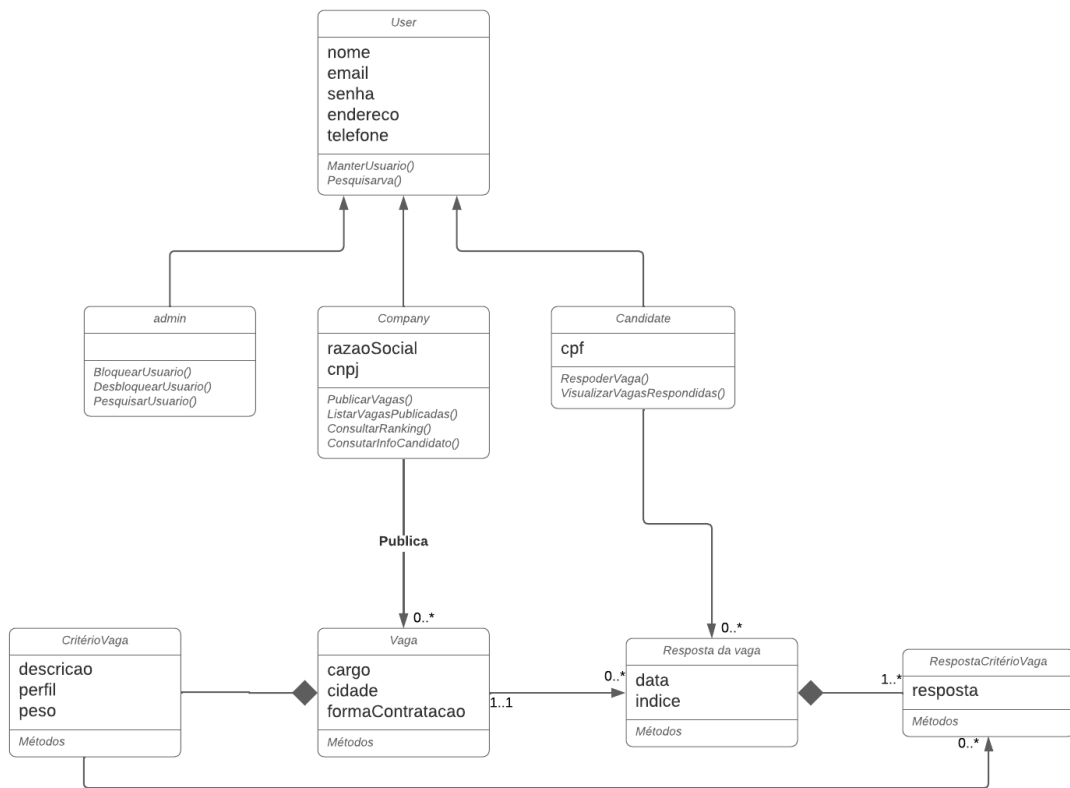 User
nome
email
senha
endereco
telefone
ManterUsuario()
Pesquisarva()
admin
BloquearUsuario()
DesbloquearUsuario()
PesquisarUsuario()
Company
razaoSocial
cnpj
PublicarVagas()
ListarVagasPublicadas()
ConsultarRanking()
ConsutarInfoCandidato()
Candidate
cpf
RespoderVaga()
VisualizarVagasRespondidas()
Publica
0..*
0..*
CritérioVaga
descricao
perfil
peso
Métodos
Vaga
cargo
cidade
formaContratacao
Métodos
1..1
0..*
Resposta da vaga
data
indice
Métodos
1..*
RespostaCritérioVaga
resposta
Métodos
0..*